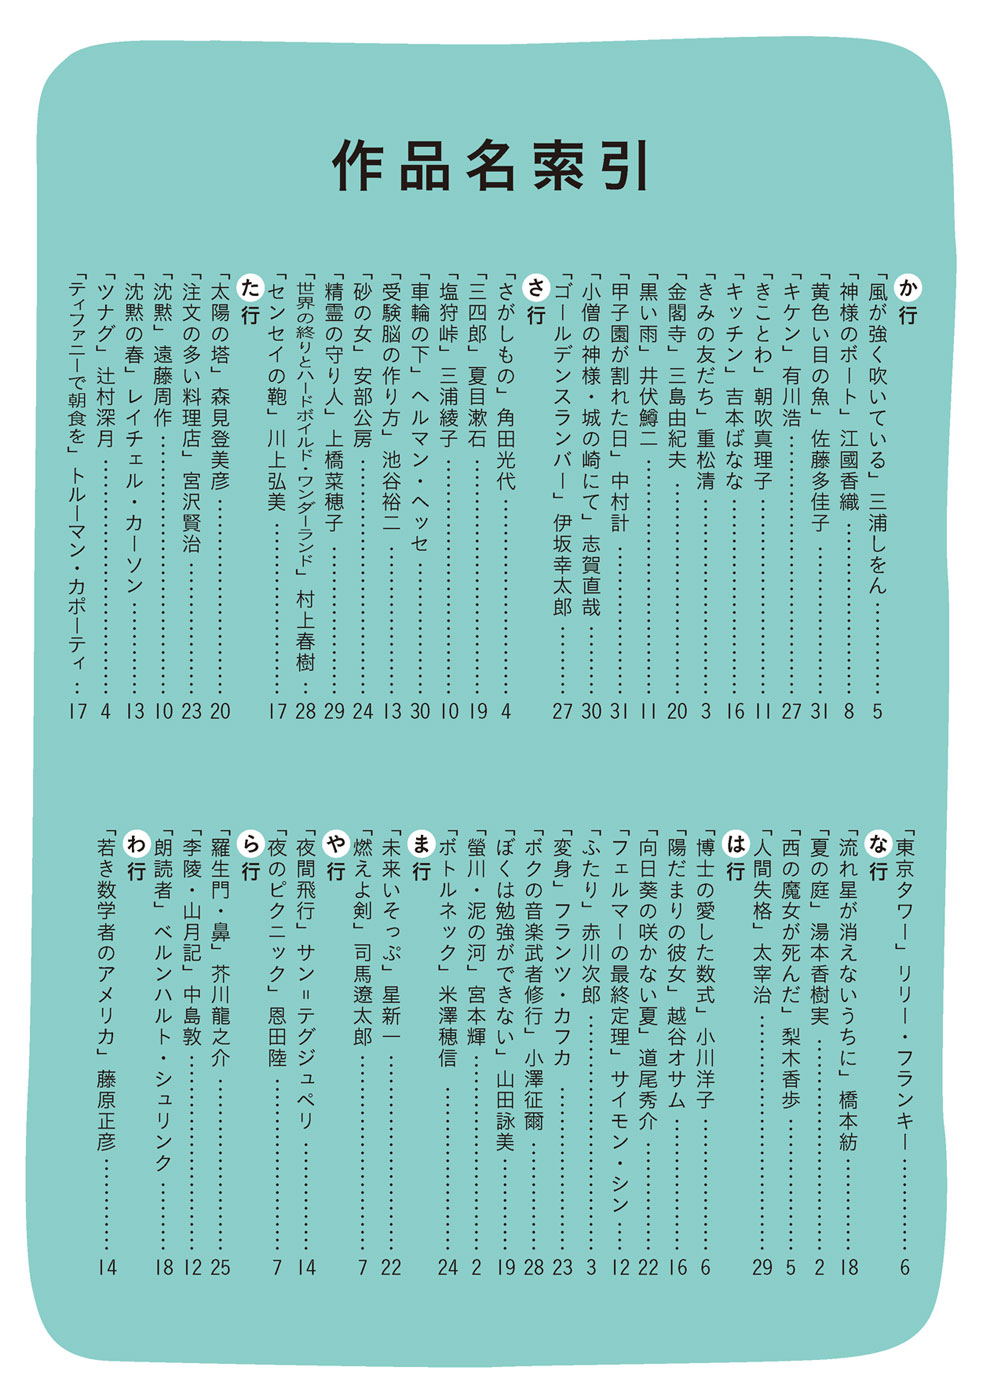 作品名索引
か行
「風が強く吹いている」三浦しをん…………5
「神様のボート」江國香織…………8
「黄色い目の魚」佐藤多佳子…………31
「キケン」有川浩…………27
「きことわ」朝吹真理子…………11
「キッチン」吉本ばなな…………16
「きみの友だち」重松清…………3
「金閣寺」三島由紀夫…………20
「黒い雨」井伏鱒二…………11
「甲子園が割れた日」中村計…………31
「小僧の神様・城の崎にて」志賀直哉…………30
「ゴールデンスランバー」伊坂幸太郎…………27
さ行
「さがしもの」角田光代…………4
「三四郎」夏目漱石…………19
「塩狩峠」三浦綾子…………10
「車輪の下」ヘルマン・ヘッセ…………30
「受験脳の作り方」池谷裕二…………13
「砂の女」安部公房…………24
「精霊の守り人」上橋菜穂子…………29
「世界の終りとハードボイルド・ワンダーランド」村上春樹…28
「センセイの鞄」川上弘美…………17
た行
「太陽の塔」森見登美彦…………20
「注文の多い料理店」宮沢賢治…………23
「沈黙」遠藤周作…………10
「沈黙の春」レイチェル・カーソン…………13
「ツナグ」辻村深月…………4
「ティファニーで朝食を」トルーマン・カポーティ…17
「東京タワー」リリー・フランキー…………6
な行
「流れ星が消えないうちに」橋本紡…………18
「夏の庭」湯本香樹実…………2
「西の魔女が死んだ」梨木香歩…………5
「人間失格」太宰治…………29
は行
「博士の愛した数式」小川洋子…………6
「陽だまりの彼女」越谷オサム…………16
「向日葵の咲かない夏」道尾秀介…………22
「フェルマーの最終定理」サイモン・シン…12
「ふたり」赤川次郎…………3
「変身」フランツ・カフカ…………23
「ボクの音楽武者修行」小澤征爾…………28
「ぼくは勉強ができない」山田詠美…………19
「螢川・泥の河」宮本輝…………2
「ボトルネック」米澤穂信…………24
ま行
「未来いそっぷ」星新一…………22
「燃えよ剣」司馬遼太郎…………7
や行
「夜間飛行」サン＝テグジュペリ…………14
「夜のピクニック」恩田陸…………7
ら行
「羅生門・鼻」芥川龍之介…………25
「李陵・山月記」中島敦…………12
「朗読者」ベルンハルト・シュリンク…………18
わ行
「若き数学者のアメリカ」藤原正彦…………14